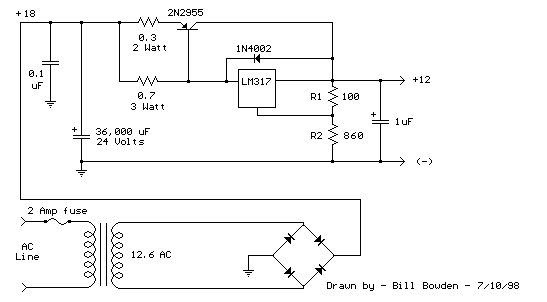 +18
2N2955
0.3
2 Watt
1N4002
0.1
uF
LM317
+12
0.7
3 Watt
R1 100
+
1uF
+
36,000 uF
24 Volts
R2 860
(-)
2 Amp fuse
AC
Line
12.6 AC
Drawn by - Bill Bowden - 7/10/98